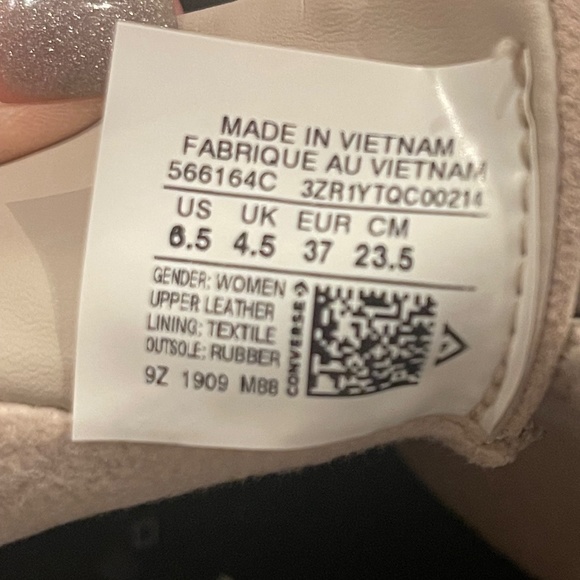 MADE IN VIETNAM
FABRIQUE AU VIETNAM
566164C 3ZR1YTQC00214
US UK EUR CM
6.5 4.5 37 23.5
GENDER: WOMEN
UPPER LEATHER
LINING: TEXTILE
OUTSOLE: RUBBER
9Z 1909 M88
CONVERSE